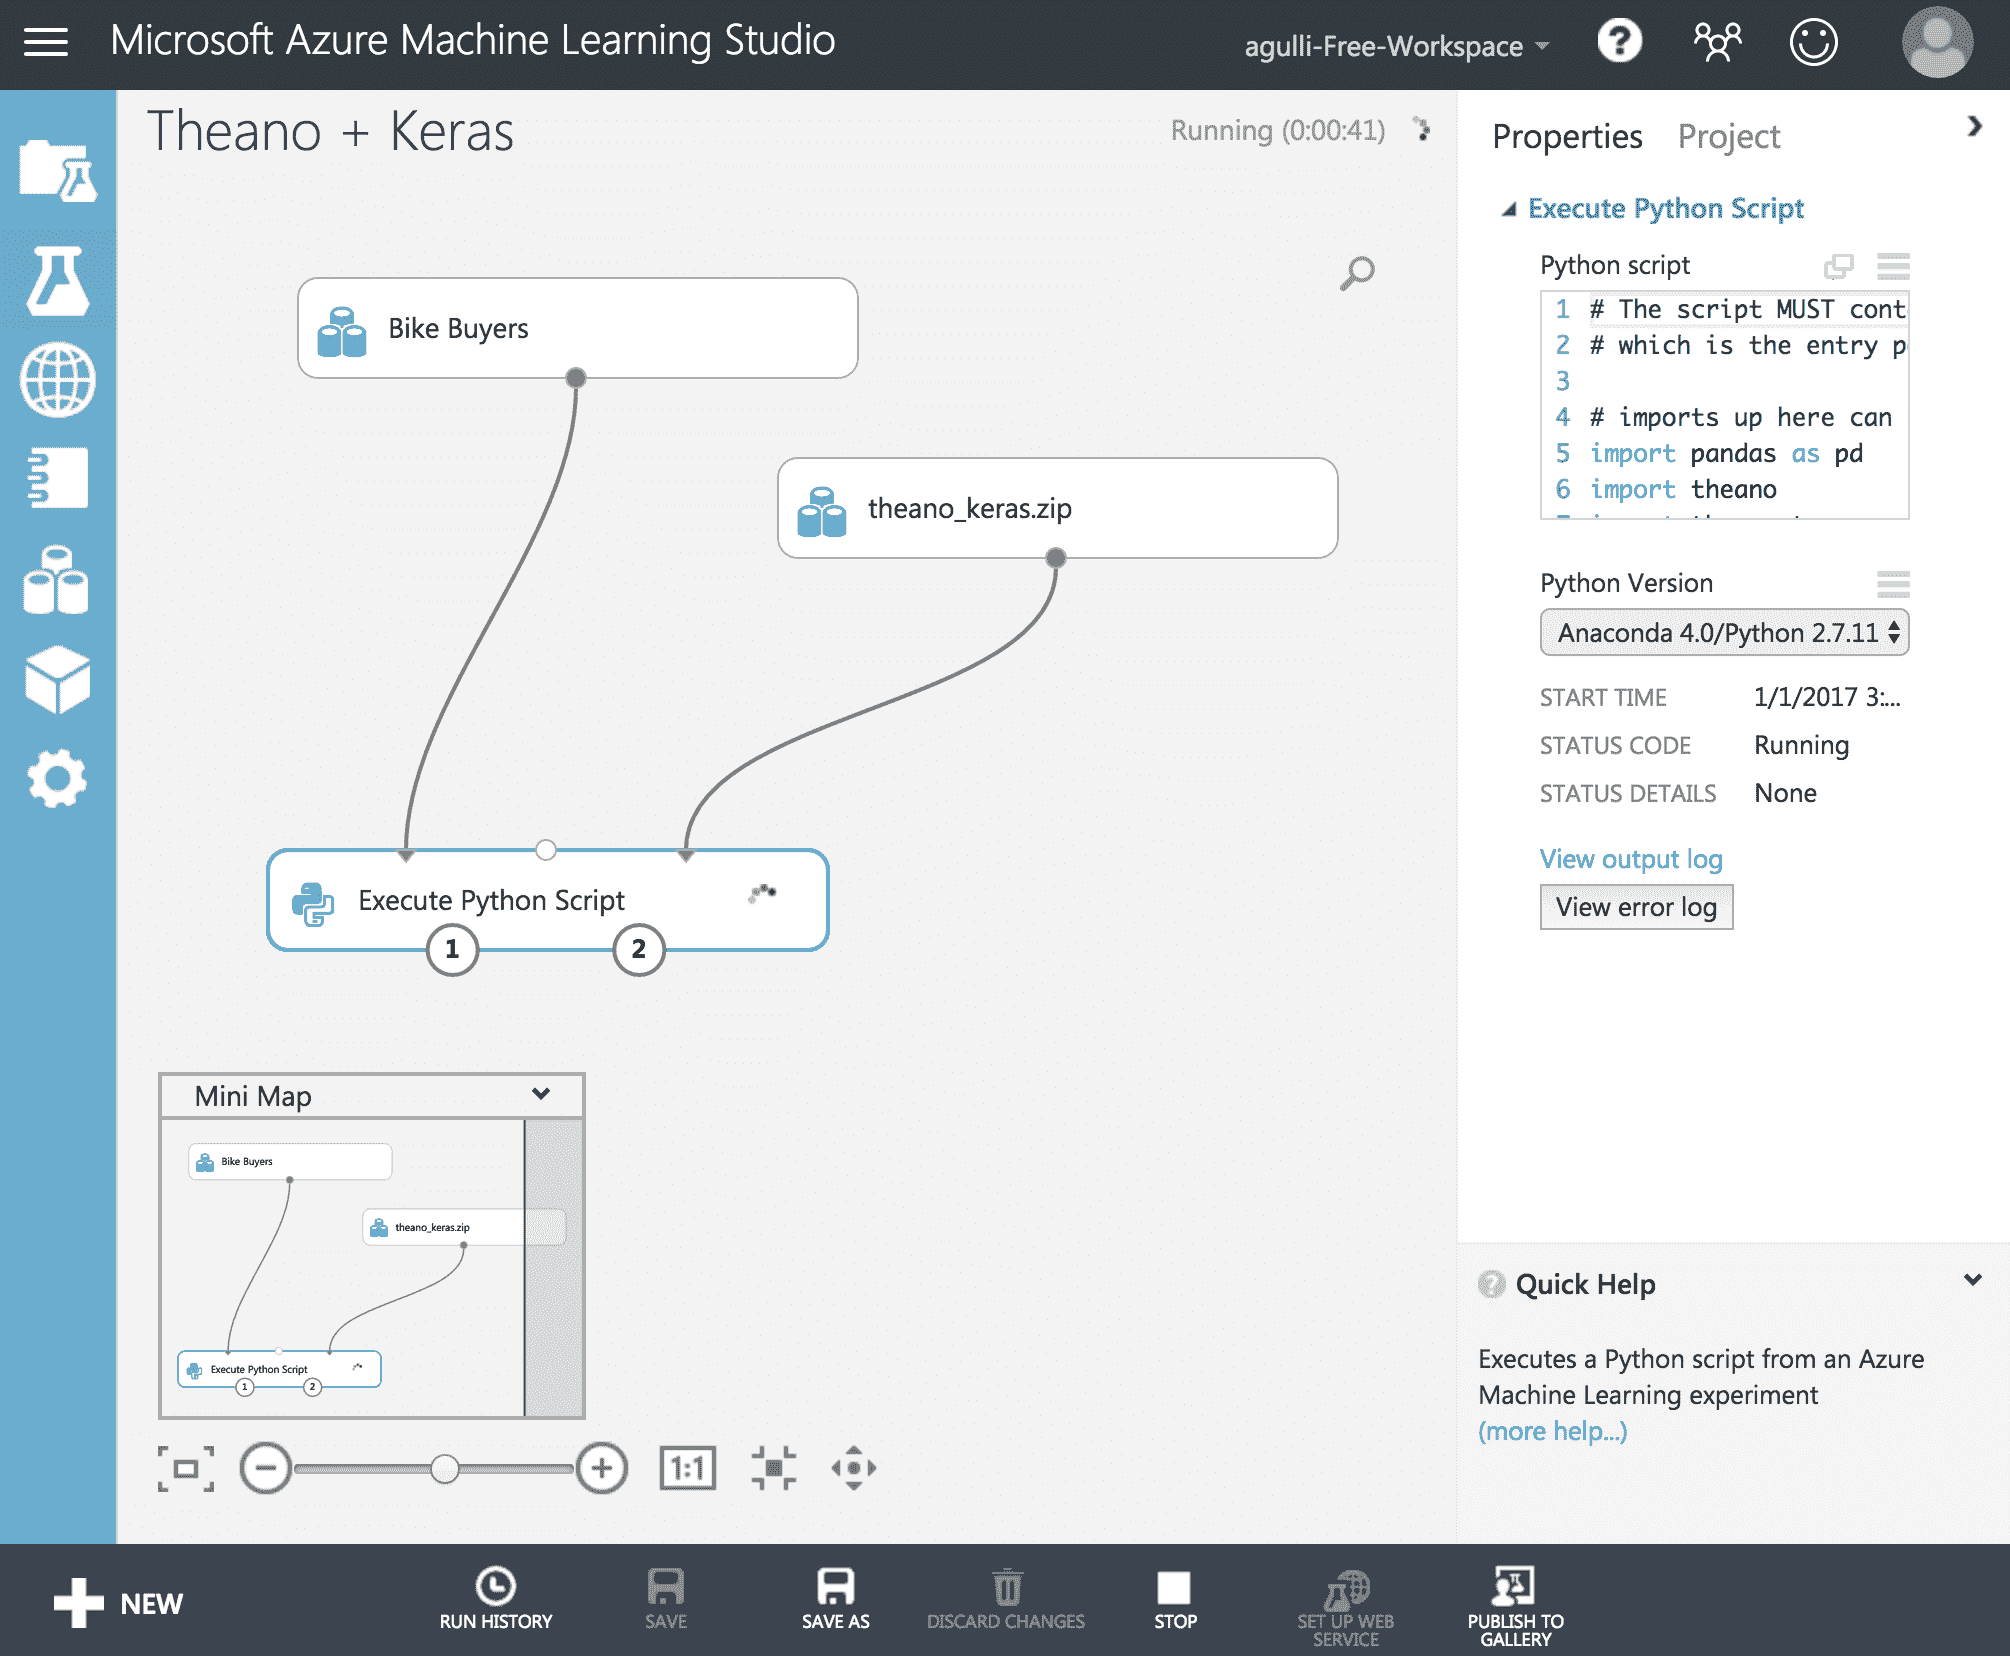 Microsoft Azure Machine Learning Studio
agulli-Free-Workspace
?
Theano + Keras
Running (0:00:41)
Bike Buyers
theano_keras.zip
Execute Python Script
1
2
Mini Map
Bike Buyers
theano_keras.zip
Execute Python Script
1
2
1:1
Properties
Project
Execute Python Script
Python script
1 # The script MUST cont
2 # which is the entry p
3
4 # imports up here can
5 import pandas as pd
6 import theano
Python Version
Anaconda 4.0/Python 2.7.11
START TIME 1/1/2017 3:...
STATUS CODE Running
STATUS DETAILS None
View output log
View error log
? Quick Help
Executes a Python script from an Azure
Machine Learning experiment
(more help...)
NEW
RUN HISTORY
SAVE
SAVE AS
DISCARD CHANGES
STOP
SET UP WEB
SERVICE
PUBLISH TO
GALLERY